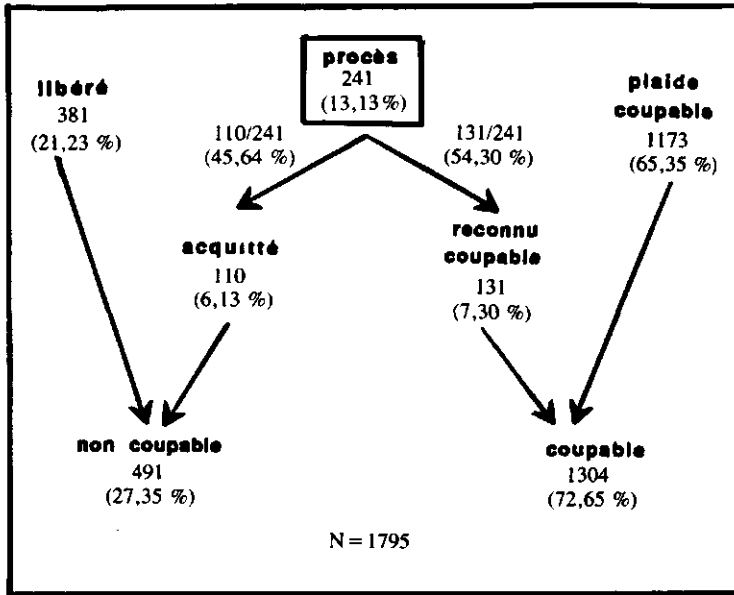 procès
241
(13,13%)
libéré
381
(21,23 %)
plaide
coupable
1173
(65,35 %)
110/241
(45,64 %)
131/241
(54,30 %)
acquitté
110
(6,13 %)
reconnu
coupable
131
(7,30 %)
non coupable
491
(27,35 %)
coupable
1304
(72,65 %)
N = 1795